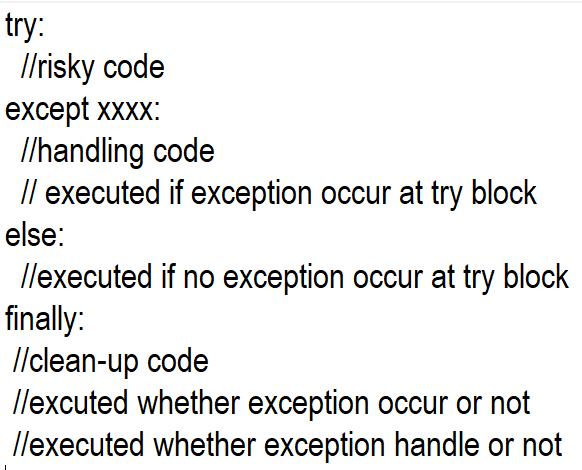 try:
//risky code
except xxxx:
//handling code
// executed if exception occur at try block
else:
//executed if no exception occur at try block
finally:
//clean-up code
//excuted whether exception occur or not
//executed whether exception handle or not